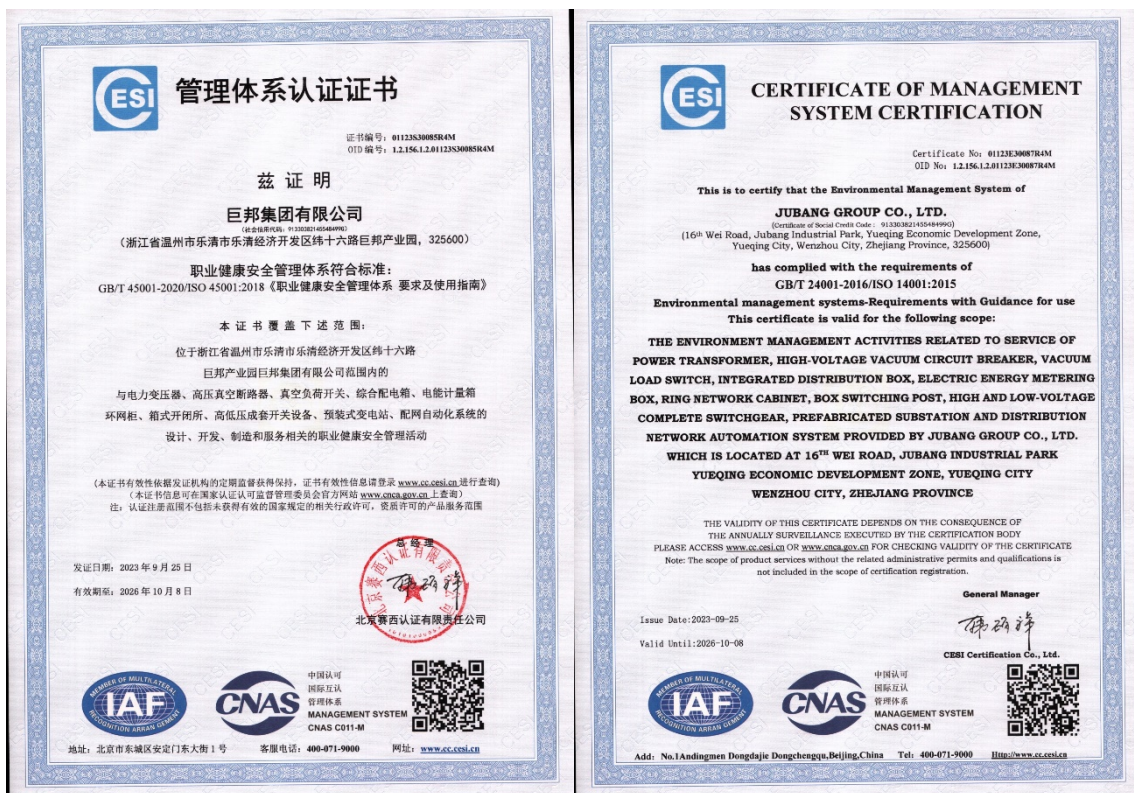 CESI
管理体系认证证书
证书编号：01123S30085R4M
OID 编号：1.2.156.1.2.01123S30085R4M
兹 证 明
巨邦集团有限公司
(社会信用代码：91330382145548499G)
（浙江省温州市乐清市乐清经济开发区纬十六路巨邦产业园，325600）
职业健康安全管理体系符合标准：
GB/T 45001-2020/ISO 45001:2018《职业健康安全管理体系 要求及使用指南》
本 证 书 覆 盖 下 述 范 围：
位于浙江省温州市乐清市乐清经济开发区纬十六路
巨邦产业园巨邦集团有限公司范围内的
与电力变压器、高压真空断路器、真空负荷开关、综合配电箱、电能计量箱
环网柜、箱式开闭所、高低压成套开关设备、预装式变电站、配网自动化系统的
设计、开发、制造和服务相关的职业健康安全管理活动
(本证书有效性依据发证机构的定期监督获得保持，证书有效性信息请登录 www.cc.cesi.cn 进行查询)
（本证书信息可在国家认证认可监督管理委员会官方网站 www.cnca.gov.cn 上查询）
注：认证注册范围不包括未获得有效的国家规定的相关行政许可，资质许可的产品服务范围
总经理
发证日期：2023 年 9 月 25 日
有效期至：2026 年 10 月 8 日
北京赛西认证有限责任公司
北京赛西认证有限责任公司
MEMBER OF MULTILATERAL
IAF
RECOGNITION ARRANGEMENT
CNAS
中国认可
国际互认
管理体系
MANAGEMENT SYSTEM
CNAS C011-M
地址：北京市东城区安定门东大街 1 号 客服电话：400-071-9000 网址：www.cc.cesi.cn
CESI
CERTIFICATE OF MANAGEMENT
SYSTEM CERTIFICATION
Certificate No: 01123E30087R4M
OID No: 1.2.156.1.2.01123E30087R4M
This is to certify that the Environmental Management System of
JUBANG GROUP CO., LTD.
(Certificate of Social Credit Code : 91330382145548499G)
(16th Wei Road, Jubang Industrial Park, Yueqing Economic Development Zone,
Yueqing City, Wenzhou City, Zhejiang Province, 325600)
has complied with the requirements of
GB/T 24001-2016/ISO 14001:2015
Environmental management systems-Requirements with Guidance for use
This certificate is valid for the following scope:
THE ENVIRONMENT MANAGEMENT ACTIVITIES RELATED TO SERVICE OF
POWER TRANSFORMER, HIGH-VOLTAGE VACUUM CIRCUIT BREAKER, VACUUM
LOAD SWITCH, INTEGRATED DISTRIBUTION BOX, ELECTRIC ENERGY METERING
BOX, RING NETWORK CABINET, BOX SWITCHING POST, HIGH AND LOW-VOLTAGE
COMPLETE SWITCHGEAR, PREFABRICATED SUBSTATION AND DISTRIBUTION
NETWORK AUTOMATION SYSTEM PROVIDED BY JUBANG GROUP CO., LTD.
WHICH IS LOCATED AT 16TH WEI ROAD, JUBANG INDUSTRIAL PARK
YUEQING ECONOMIC DEVELOPMENT ZONE, YUEQING CITY
WENZHOU CITY, ZHEJIANG PROVINCE
THE VALIDITY OF THIS CERTIFICATE DEPENDS ON THE CONSEQUENCE OF
THE ANNUALLY SURVEILLANCE EXECUTED BY THE CERTIFICATION BODY
PLEASE ACCESS www.cc.cesi.cn OR www.cnca.gov.cn FOR CHECKING VALIDITY OF THE CERTIFICATE
Note: The scope of product services without the related administrative permits and qualifications is
not included in the scope of certification registration.
General Manager
Issue Date:2023-09-25
Valid Until:2026-10-08
CESI Certification Co., Ltd.
MEMBER OF MULTILATERAL
IAF
RECOGNITION ARRANGEMENT
CNAS
中国认可
国际互认
管理体系
MANAGEMENT SYSTEM
CNAS C011-M
Add: No.1Andingmen Dongdajie Dongchengqu,Beijing,China Tel: 400-071-9000 Http://www.cc.cesi.cn